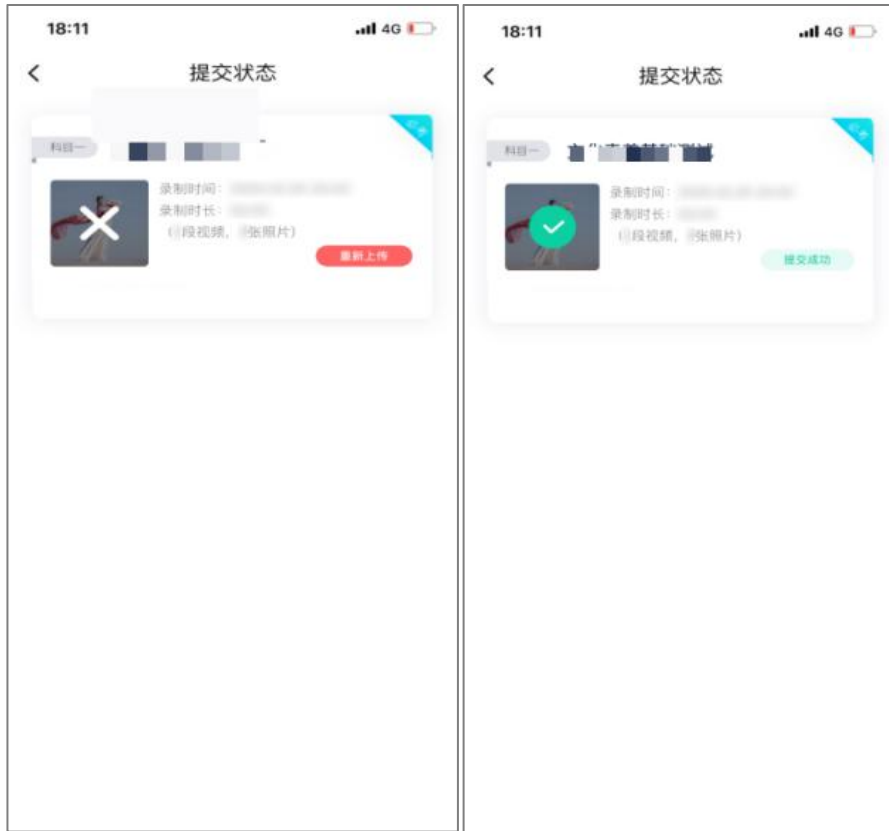 18:11
4G
提交状态
科目一
录制时间：
录制时长：
段视频，
张照片）
重新上传
18:11
4G
提交状态
科目一
录制时间：
录制时长：
段视频，
张照片）
提交成功